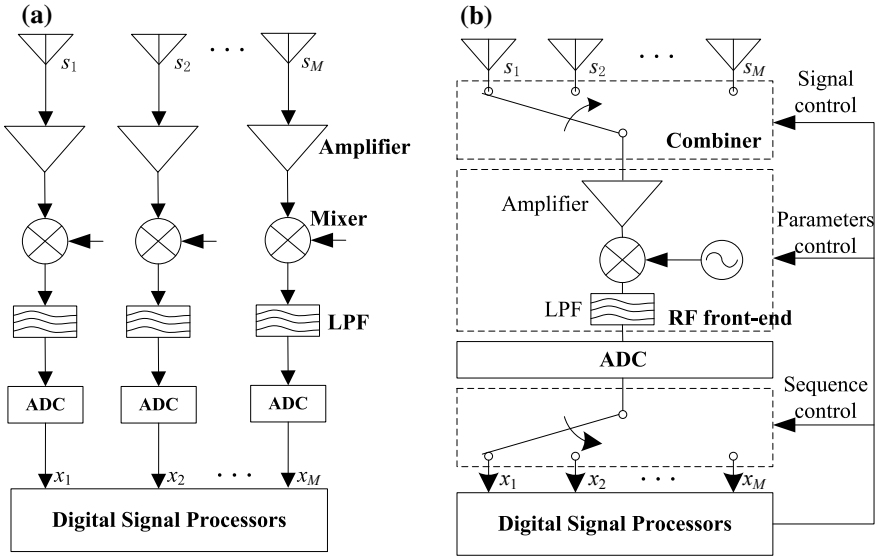 (a)
s1 s2 · · · sM
Amplifier
Mixer
LPF
ADC ADC ADC
x1 x2 · · · xM
Digital Signal Processors
(b)
s1 s2 · · · sM
Signal
control
Combiner
Amplifier
Parameters
control
LPF
RF front-end
ADC
Sequence
control
x1 x2 · · · xM
Digital Signal Processors